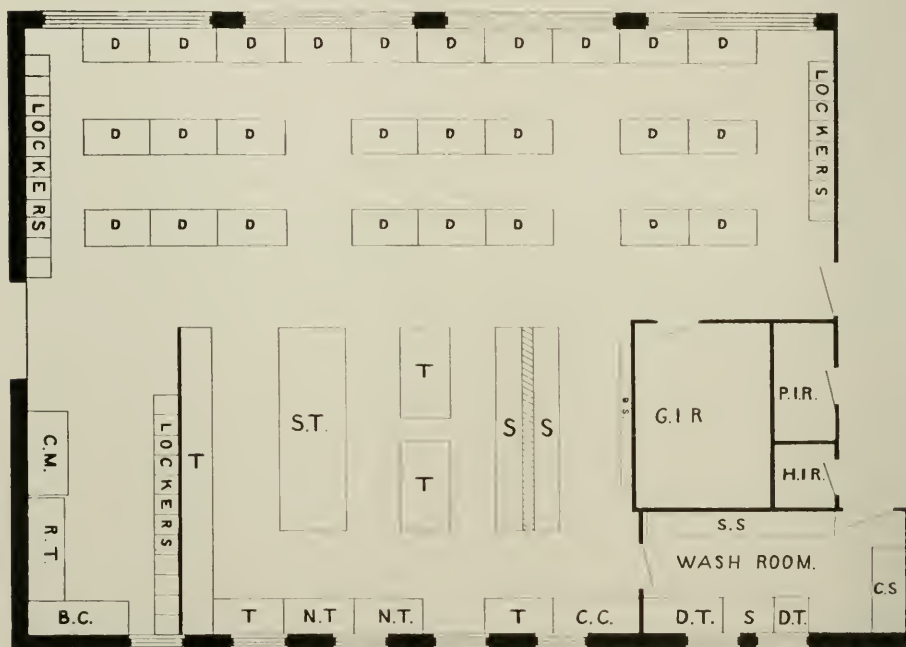 D D D D D D D D D D
LOCKERS
LOCKERS
D D D D D D D D
D D D D D D D D
T
S.T.
T
S S
B.S.
G.I R
P.I.R.
C.M.
LOCKERS
T
H.I R.
R.T.
S.S
WASH ROOM.
C.S
B.C.
T
N.T
N.T.
T
C.C.
D.T.
S
D.T.